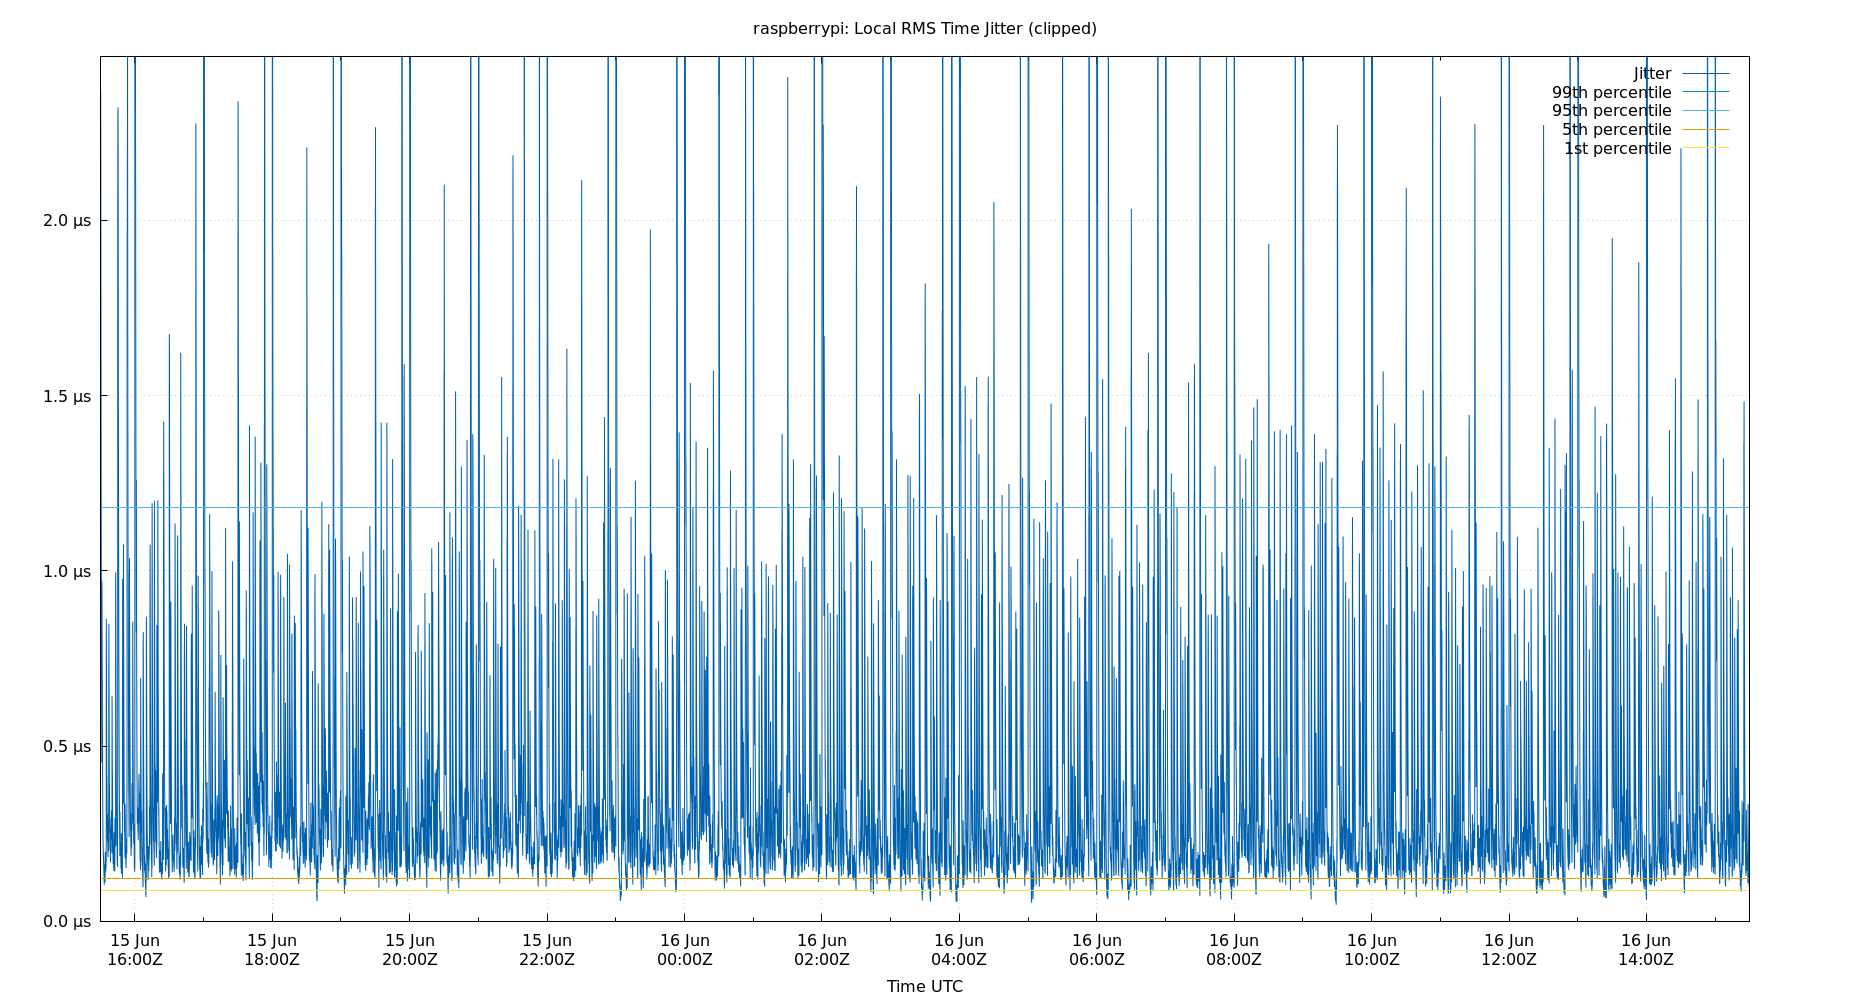 raspberrypi: Local RMS Time Jitter (clipped)
Jitter
99th percentile
95th percentile
5th percentile
1st percentile
2.0 µs
1.5 µs
1.0 µs
0.5 µs
0.0 µs
15 Jun 15 Jun 15 Jun 15 Jun 16 Jun 16 Jun 16 Jun 16 Jun 16 Jun 16 Jun 16 Jun 16 Jun
16:00Z 18:00Z 20:00Z 22:00Z 00:00Z 02:00Z 04:00Z 06:00Z 08:00Z 10:00Z 12:00Z 14:00Z
Time UTC